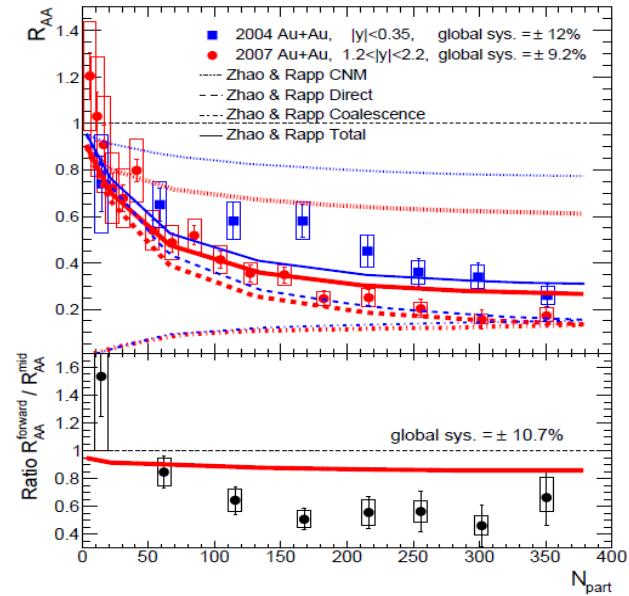 R_AA
2004 Au+Au, |y|<0.35, global sys. = ± 12%
2007 Au+Au, 1.2<|y|<2.2, global sys. = ± 9.2%
Zhao & Rapp CNM
Zhao & Rapp Direct
Zhao & Rapp Coalescence
Zhao & Rapp Total
1.4
1.2
1
0.8
0.6
0.4
0.2
Ratio R_AA^forward / R_AA^mid
global sys. = ± 10.7%
1.6
1.4
1.2
1
0.8
0.6
0.4
0 50 100 150 200 250 300 350 400
N_part